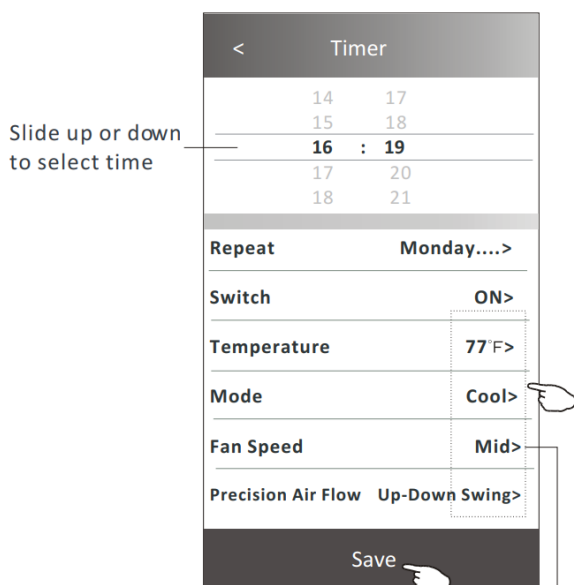 < Timer
14 17
15 18
Slide up or down
to select time
16 : 19
17 20
18 21
Repeat Monday....>
Switch ON>
Temperature 77°F>
Mode Cool>
Fan Speed Mid>
Precision Air Flow Up-Down Swing>
Save